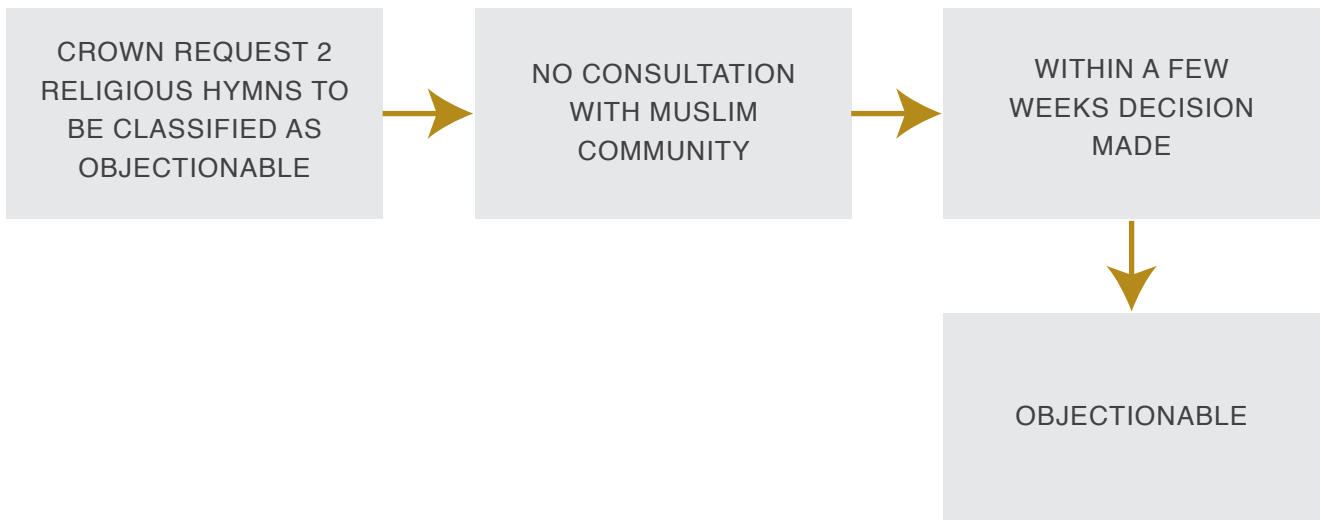 CROWN REQUEST 2
RELIGIOUS HYMNS TO
BE CLASSIFIED AS
OBJECTIONABLE
NO CONSULTATION
WITH MUSLIM
COMMUNITY
WITHIN A FEW
WEEKS DECISION
MADE
OBJECTIONABLE